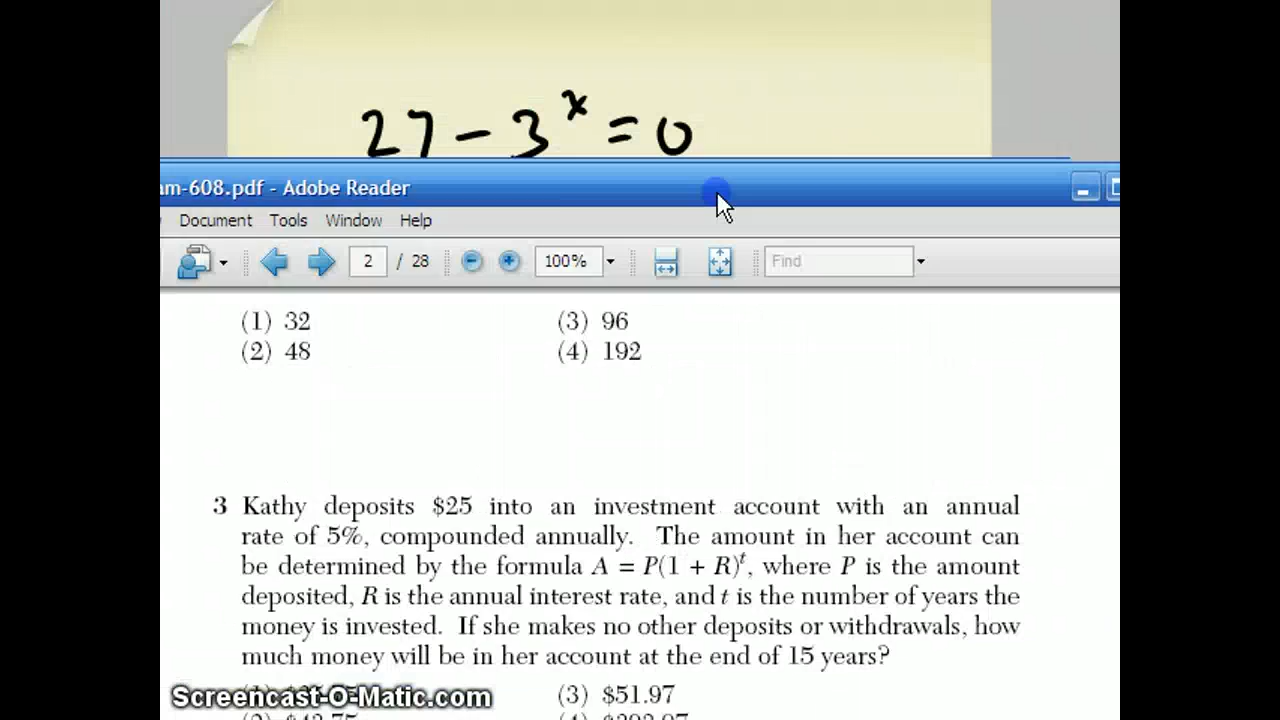 27 - 3^x = 0
am-608.pdf - Adobe Reader
Document Tools Window Help
2 / 28 100% Find
(1) 32 (3) 96
(2) 48 (4) 192
3 Kathy deposits $25 into an investment account with an annual
rate of 5%, compounded annually. The amount in her account can
be determined by the formula A = P(1 + R)^t, where P is the amount
deposited, R is the annual interest rate, and t is the number of years the
money is invested. If she makes no other deposits or withdrawals, how
much money will be in her account at the end of 15 years?
(3) $51.97
Screencast-O-Matic.com